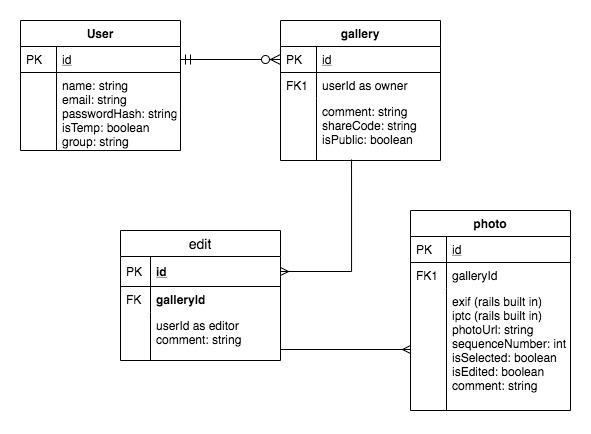 User
PK id
name: string
email: string
passwordHash: string
isTemp: boolean
group: string
gallery
PK id
FK1 userId as owner
comment: string
shareCode: string
isPublic: boolean
edit
PK id
FK galleryId
userId as editor
comment: string
photo
PK id
FK1 galleryId
exif (rails built in)
iptc (rails built in)
photoUrl: string
sequenceNumber: int
isSelected: boolean
isEdited: boolean
comment: string